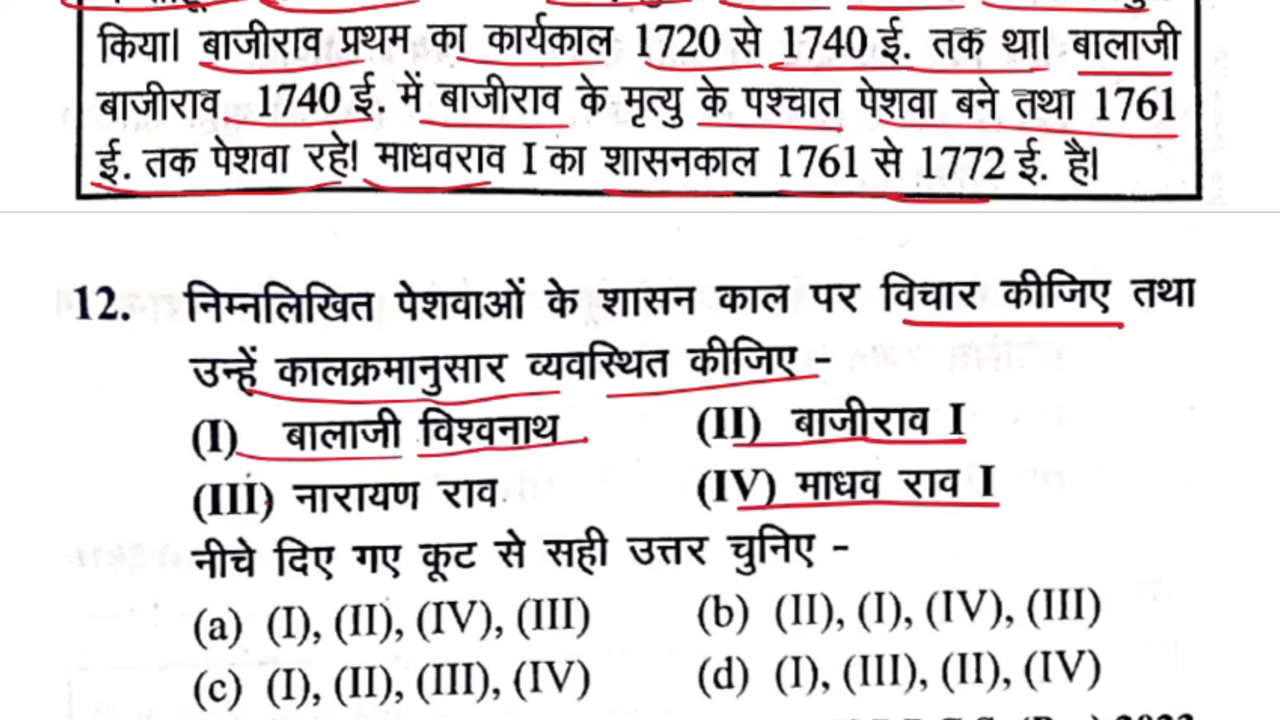 किया। बाजीराव प्रथम का कार्यकाल 1720 से 1740 ई. तक था। बालाजी
बाजीराव 1740 ई. में बाजीराव के मृत्यु के पश्चात पेशवा बने तथा 1761
ई. तक पेशवा रहे। माधवराव I का शासनकाल 1761 से 1772 ई. है।
12. निम्नलिखित पेशवाओं के शासन काल पर विचार कीजिए तथा
उन्हें कालक्रमानुसार व्यवस्थित कीजिए -
(I) बालाजी विश्वनाथ (II) बाजीराव I
(III) नारायण राव (IV) माधव राव I
नीचे दिए गए कूट से सही उत्तर चुनिए -
(a) (I), (II), (IV), (III) (b) (II), (I), (IV), (III)
(c) (I), (II), (III), (IV) (d) (I), (III), (II), (IV)